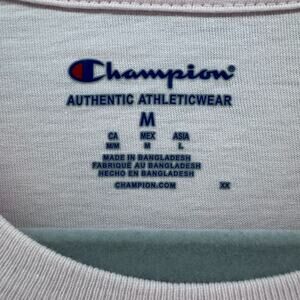 Champion
AUTHENTIC ATHLETICWEAR
M
CA MEX ASIA
M/M M L
MADE IN BANGLADESH
FABRIQUÉ AU BANGLADESH
HECHO EN BANGLADESH
CHAMPION.COM XX